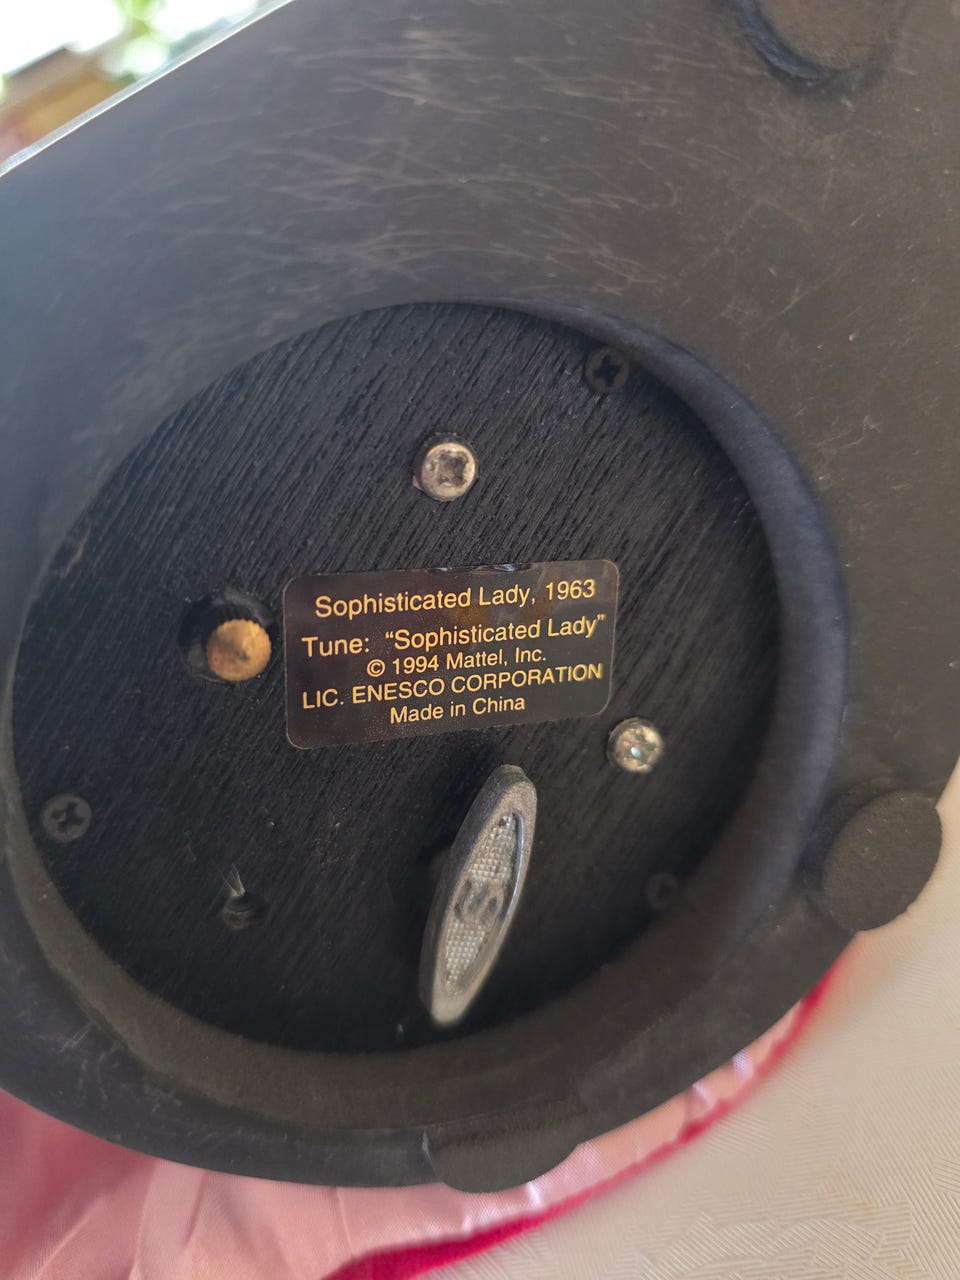 Sophisticated Lady, 1963
Tune: “Sophisticated Lady”
© 1994 Mattel, Inc.
LIC. ENESCO CORPORATION
Made in China